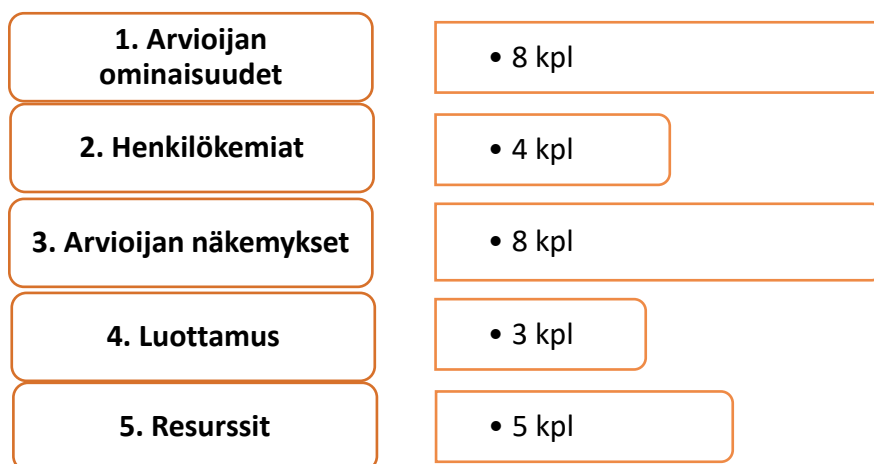 1. Arvioijan
ominaisuudet
• 8 kpl
2. Henkilökemiat
• 4 kpl
3. Arvioijan näkemykset
• 8 kpl
4. Luottamus
• 3 kpl
5. Resurssit
• 5 kpl